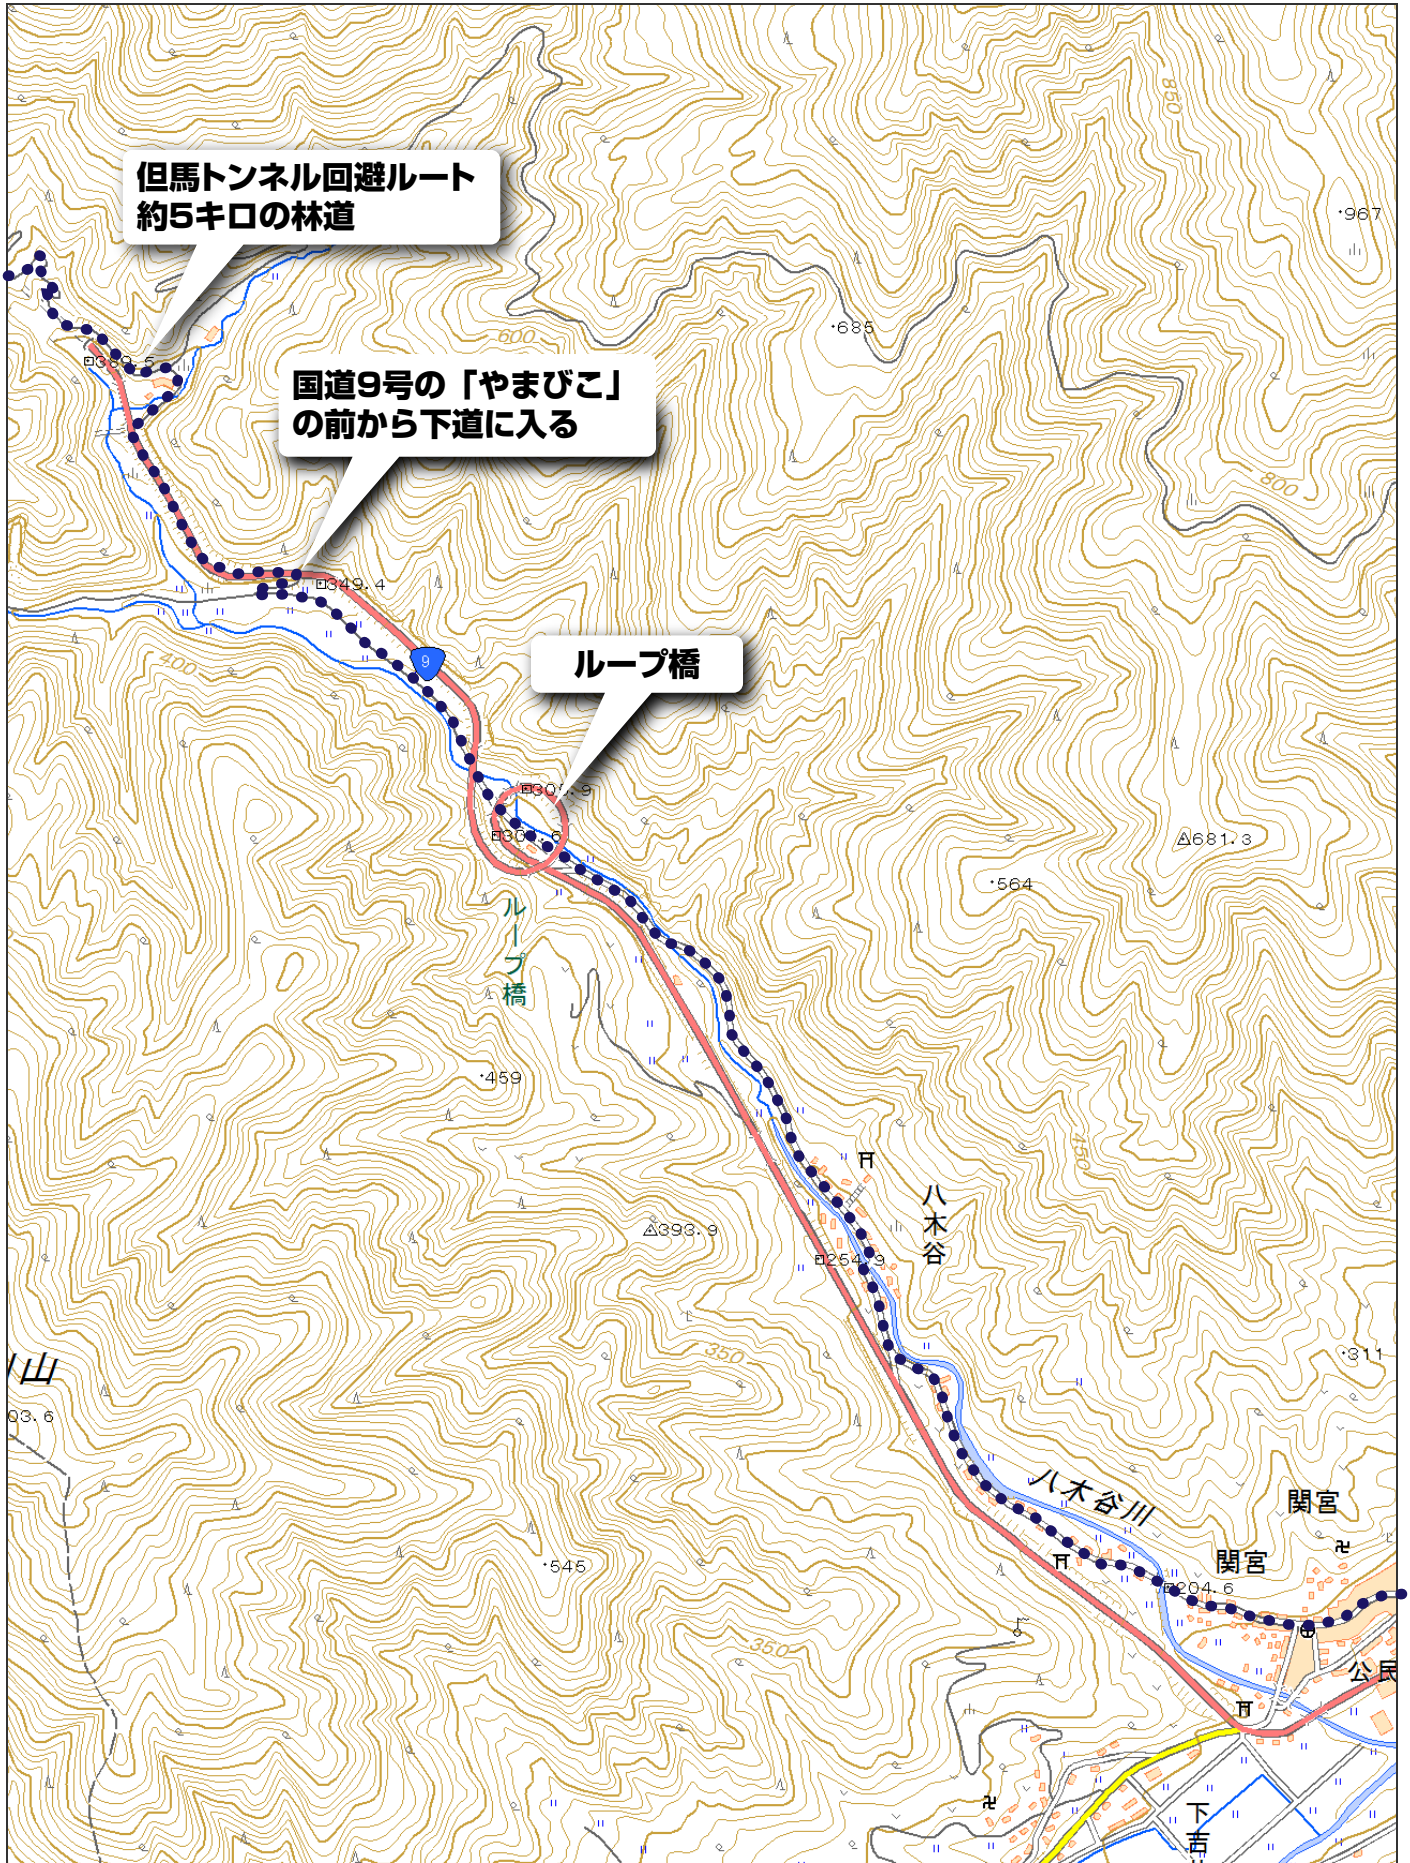 850
・967
但馬トンネル回避ルート
約5キロの林道
・685
600
国道9号の「やまびこ」
の前から下道に入る
800
349.4
ループ橋
9
400
681.3
・564
ループ橋
・459
450
八木谷
393.9
254.9
350
・311
山
03.6
八木谷川
関宮
関宮
・545
204.6
350
公民
下吉